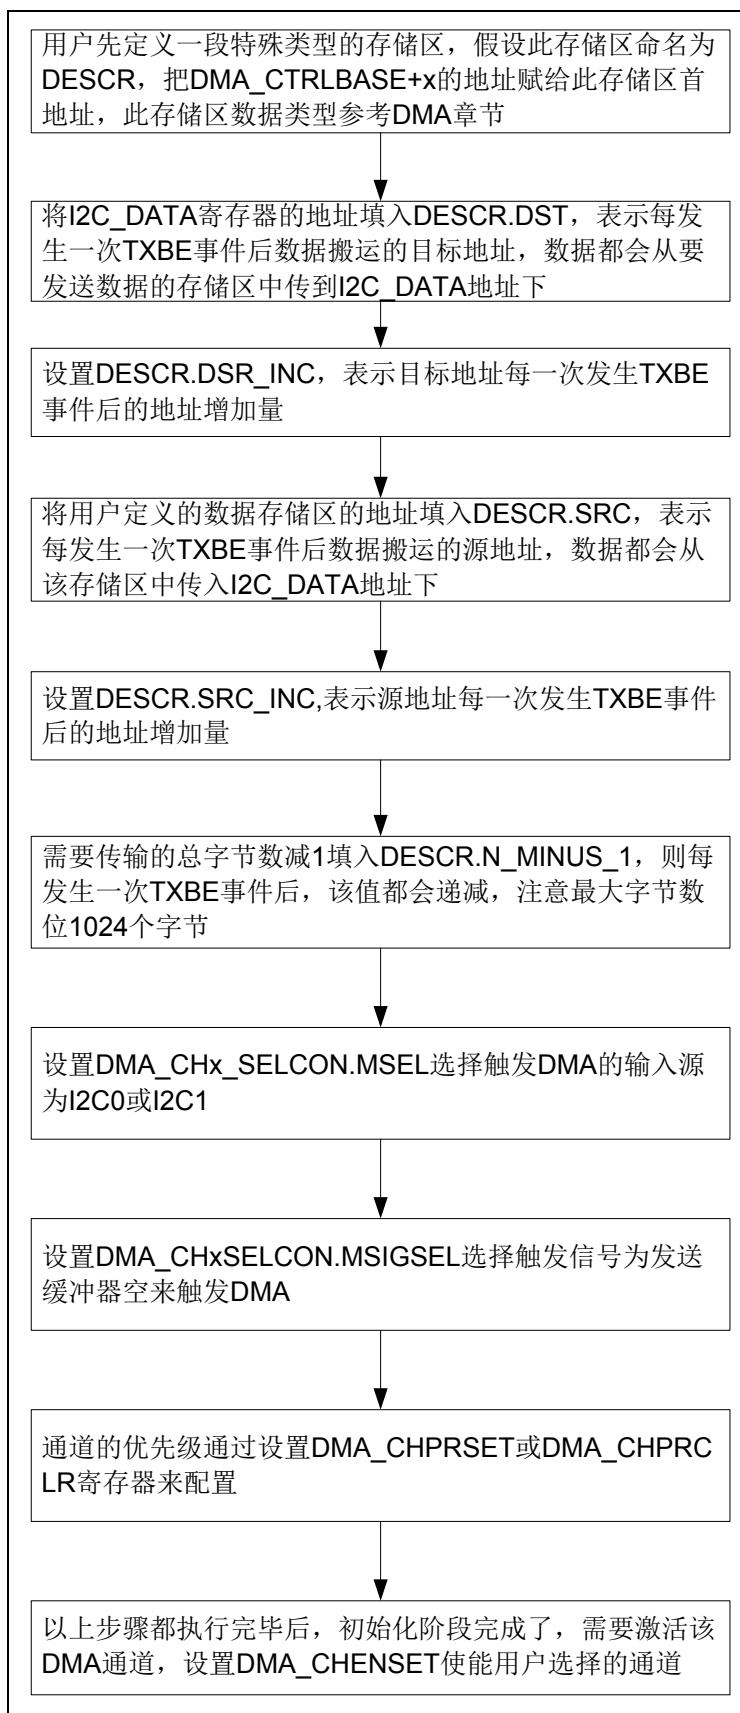 用户先定义一段特殊类型的存储区，假设此存储区命名为
DESCR，把DMA_CTRLBASE+x的地址赋给此存储区首
地址，此存储区数据类型参考DMA章节
将I2C_DATA寄存器的地址填入DESCR.DST，表示每发
生一次TXBE事件后数据搬运的目标地址，数据都会从要
发送数据的存储区中传到I2C_DATA地址下
设置DESCR.DSR_INC，表示目标地址每一次发生TXBE
事件后的地址增加量
将用户定义的数据存储区的地址填入DESCR.SRC，表示
每发生一次TXBE事件后数据搬运的源地址，数据都会从
该存储区中传入I2C_DATA地址下
设置DESCR.SRC_INC,表示源地址每一次发生TXBE事件
后的地址增加量
需要传输的总字节数减1填入DESCR.N_MINUS_1，则每
发生一次TXBE事件后，该值都会递减，注意最大字节数
位1024个字节
设置DMA_CHx_SELCON.MSEL选择触发DMA的输入源
为I2C0或I2C1
设置DMA_CHxSELCON.MSIGSEL选择触发信号为发送
缓冲器空来触发DMA
通道的优先级通过设置DMA_CHPRSET或DMA_CHPRC
LR寄存器来配置
以上步骤都执行完毕后，初始化阶段完成了，需要激活该
DMA通道，设置DMA_CHENSET使能用户选择的通道